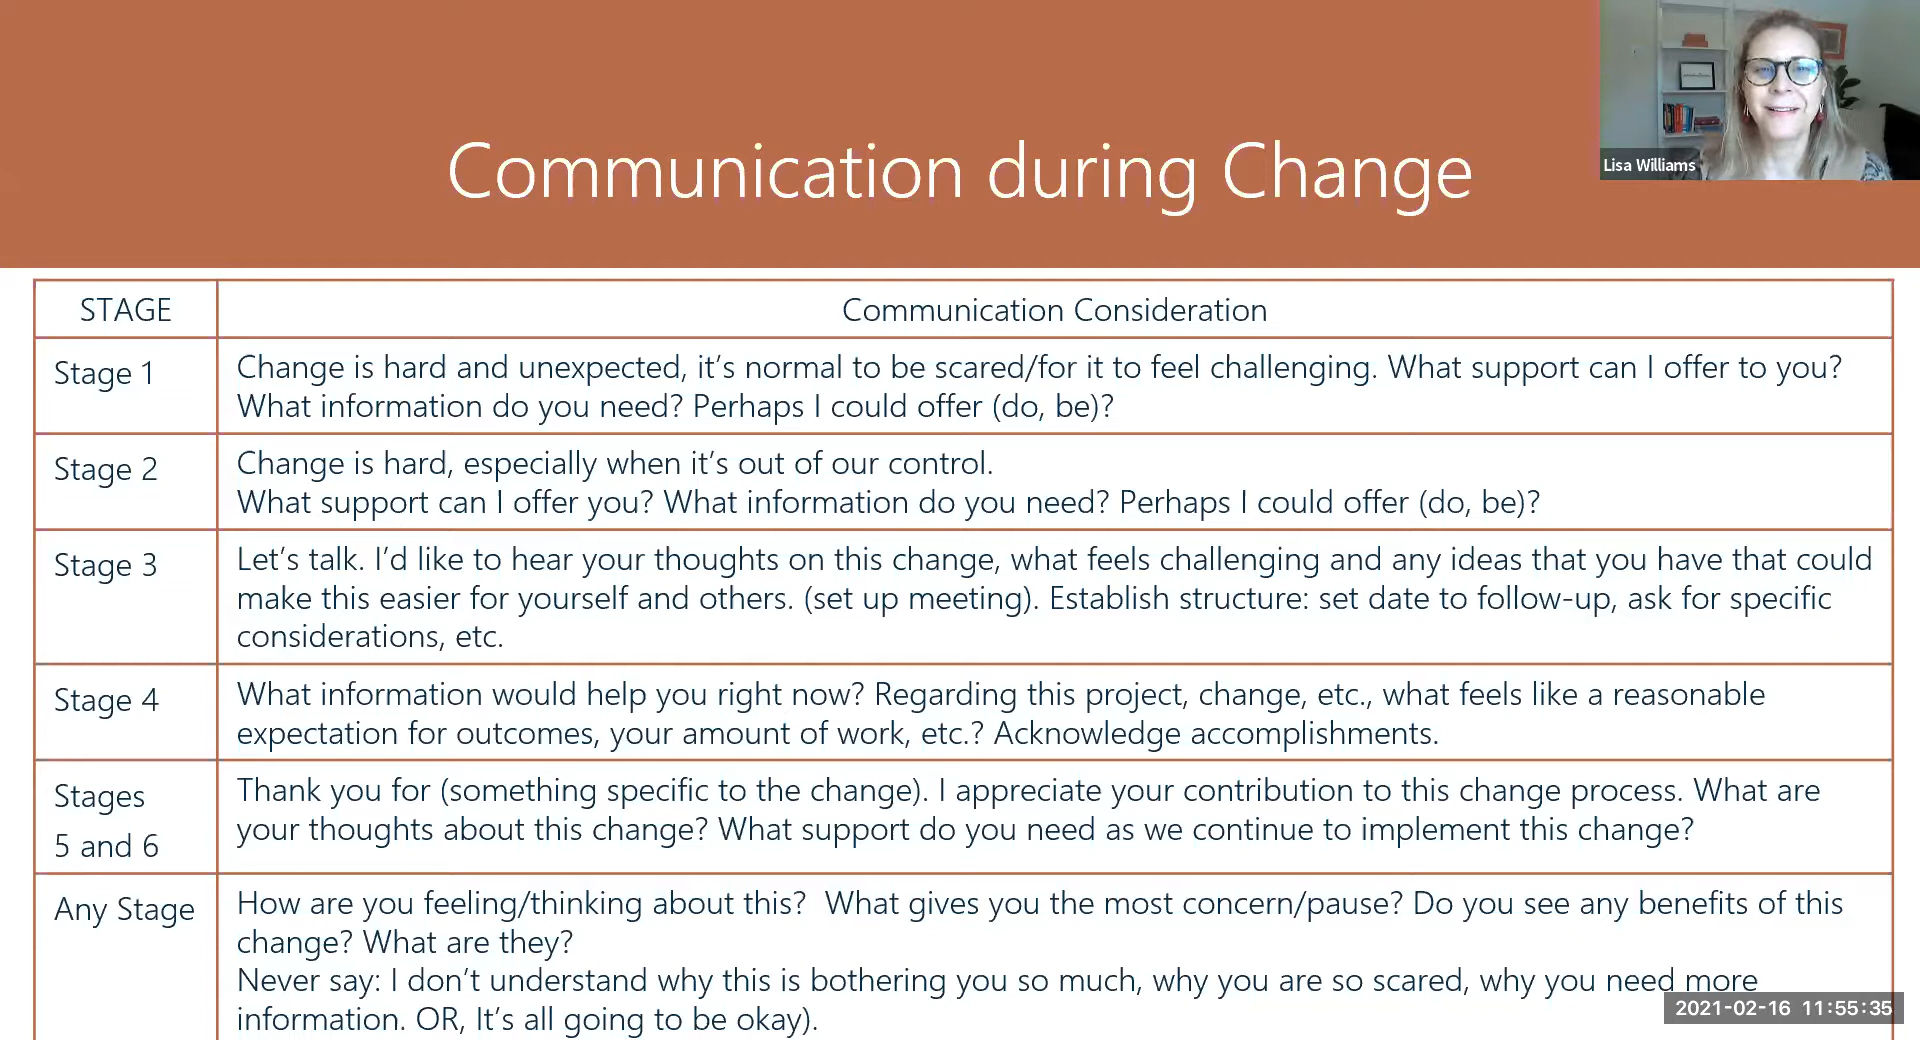 Communication during Change
Lisa Williams
STAGE
Communication Consideration
Stage 1
Change is hard and unexpected, it's normal to be scared/for it to feel challenging. What support can I offer to you?
What information do you need? Perhaps I could offer (do, be)?
Stage 2
Change is hard, especially when it's out of our control.
What support can I offer you? What information do you need? Perhaps I could offer (do, be)?
Stage 3
Let's talk. I'd like to hear your thoughts on this change, what feels challenging and any ideas that you have that could
make this easier for yourself and others. (set up meeting). Establish structure: set date to follow-up, ask for specific
considerations, etc.
Stage 4
What information would help you right now? Regarding this project, change, etc., what feels like a reasonable
expectation for outcomes, your amount of work, etc.? Acknowledge accomplishments.
Stages
5 and 6
Thank you for (something specific to the change). I appreciate your contribution to this change process. What are
your thoughts about this change? What support do you need as we continue to implement this change?
Any Stage
How are you feeling/thinking about this?  What gives you the most concern/pause? Do you see any benefits of this
change? What are they?
Never say: I don't understand why this is bothering you so much, why you are so scared, why you need more
information. OR, It's all going to be okay).
2021-02-16 11:55:35